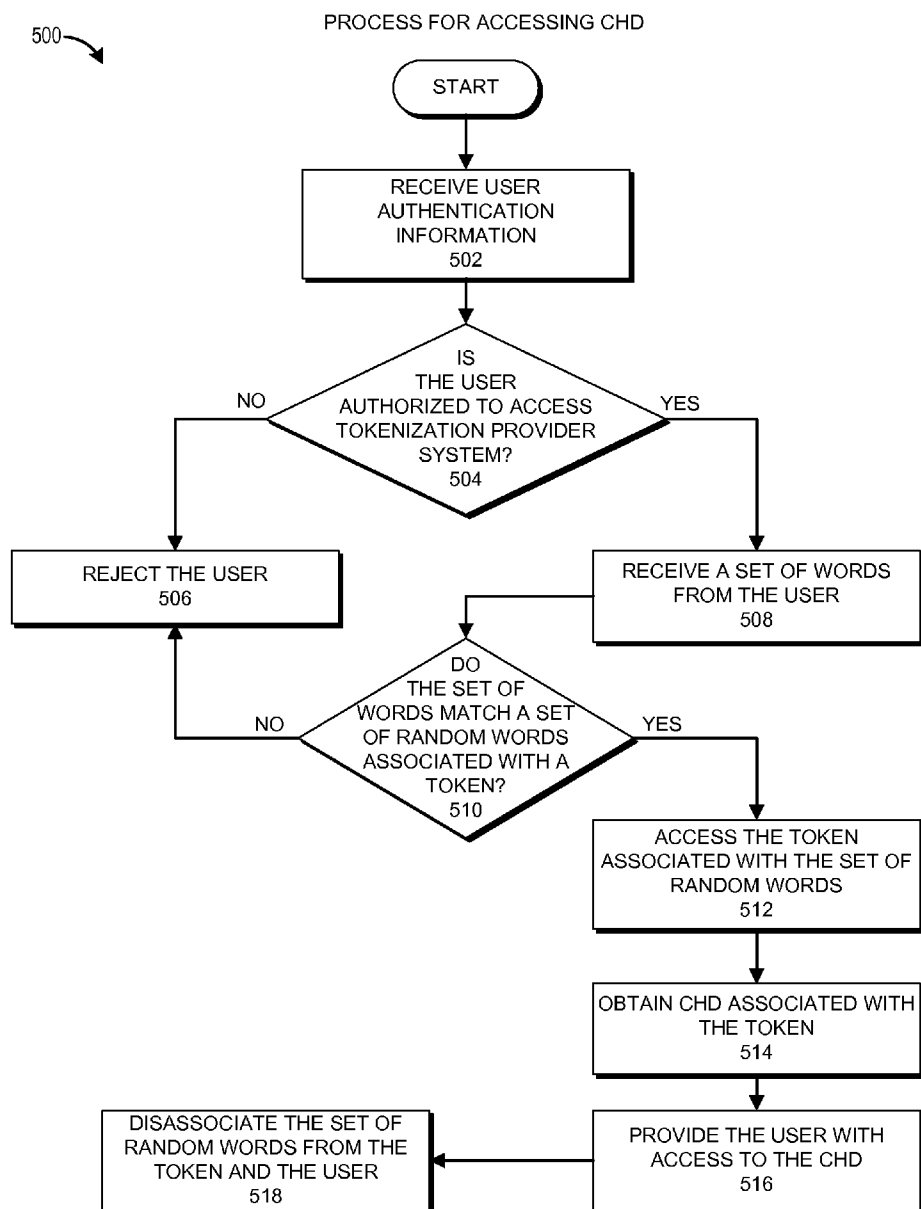 PROCESS FOR ACCESSING CHD
500
START
RECEIVE USER
AUTHENTICATION
INFORMATION
502
IS
THE USER
AUTHORIZED TO ACCESS
TOKENIZATION PROVIDER
SYSTEM?
504
NO
YES
REJECT THE USER
506
RECEIVE A SET OF WORDS
FROM THE USER
508
DO
THE SET OF
WORDS MATCH A SET
OF RANDOM WORDS
ASSOCIATED WITH A
TOKEN?
510
NO
YES
ACCESS THE TOKEN
ASSOCIATED WITH THE SET OF
RANDOM WORDS
512
OBTAIN CHD ASSOCIATED WITH
THE TOKEN
514
PROVIDE THE USER WITH
ACCESS TO THE CHD
516
DISASSOCIATE THE SET OF
RANDOM WORDS FROM THE
TOKEN AND THE USER
518